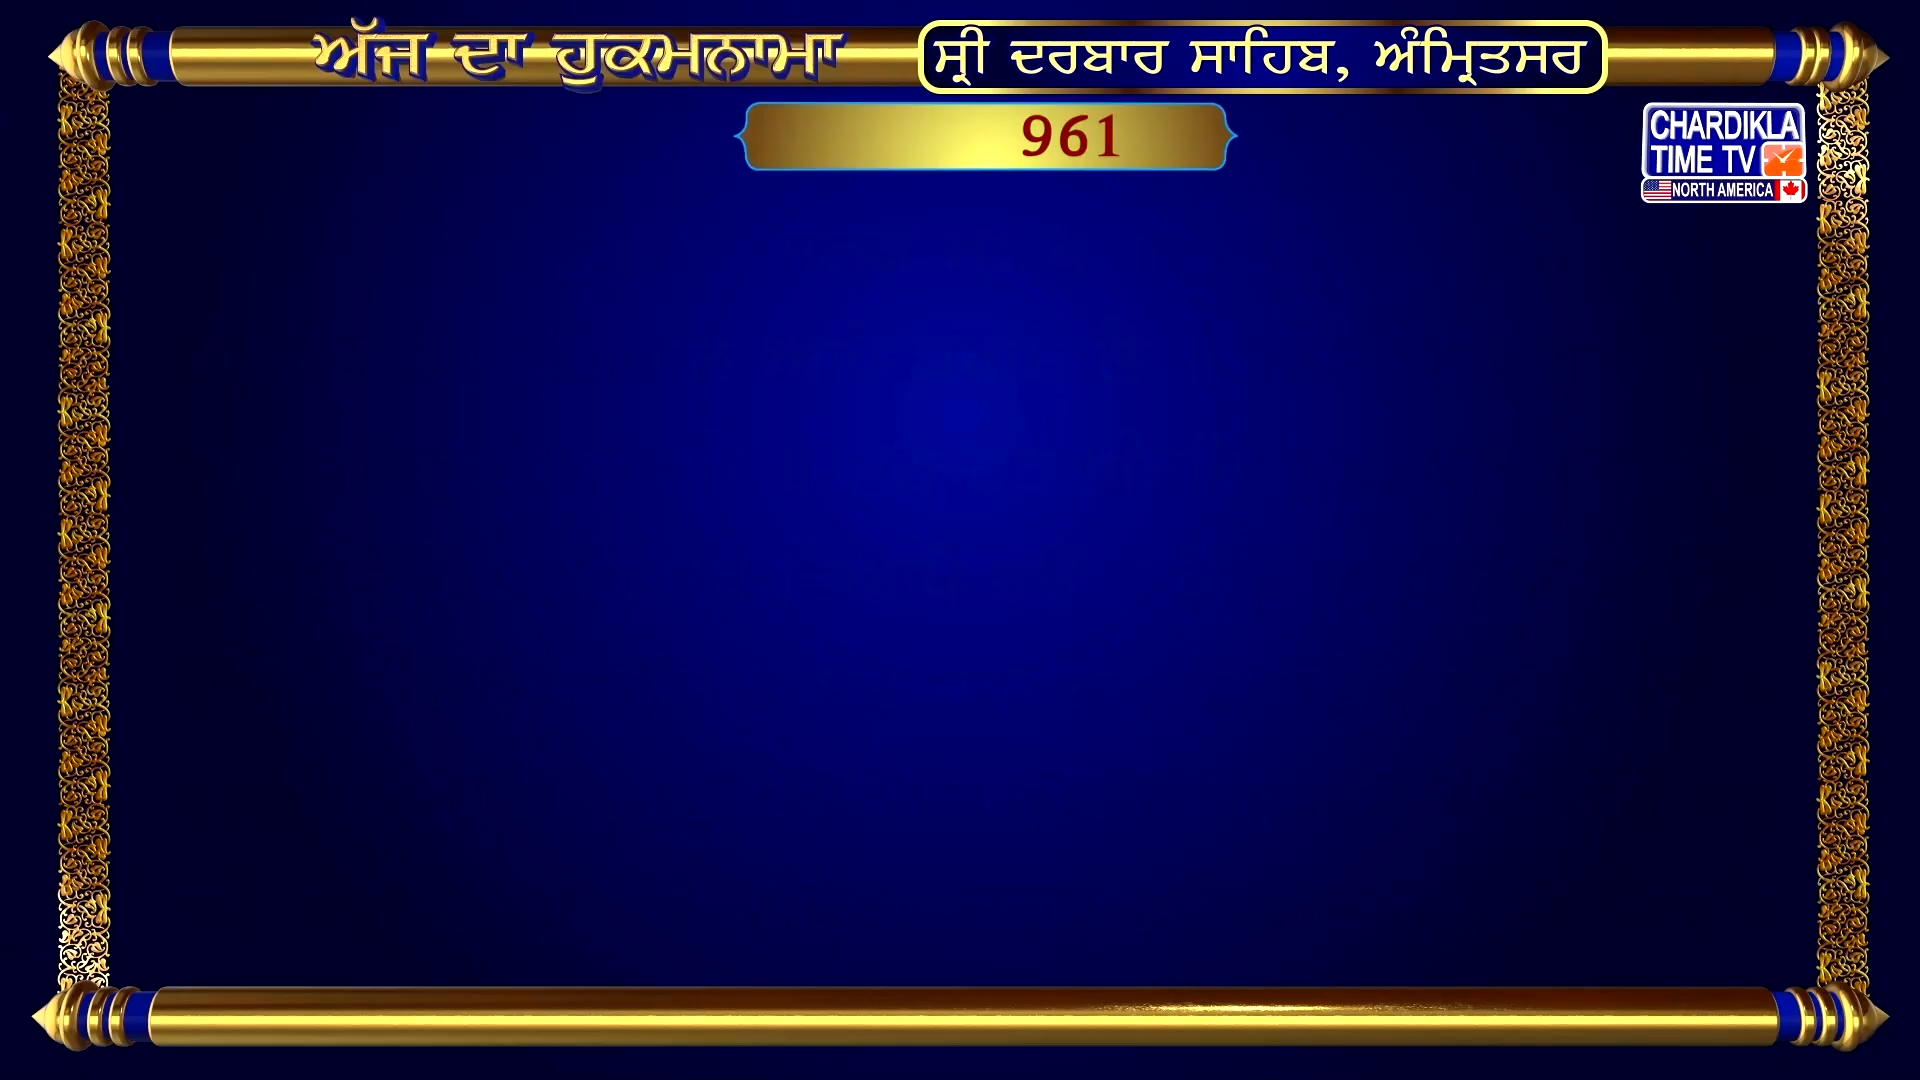 ਅੱਜ ਦਾ ਹੁਕਮਨਾਮਾ ਸ੍ਰੀ ਦਰਬਾਰ ਸਾਹਿਬ, ਅੰਮ੍ਰਿਤਸਰ
961
CHARDIKLA
TIME TV
NORTH AMERICA